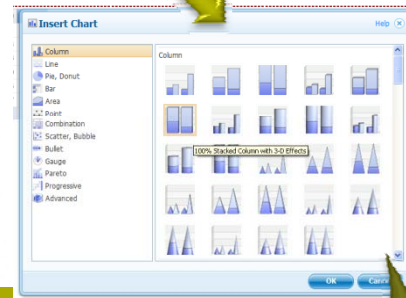 Insert Chart
Help
Column
Line
Pie, Donut
Bar
Area
Point
Combination
Scatter, Bubble
Bullet
Gauge
Pareto
Progressive
Advanced
Column
100% Stacked Column with 3-D Effects
OK
Cance